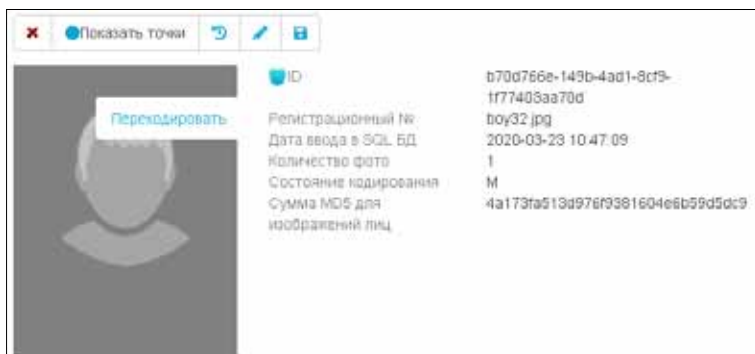 Показать точки
ID b70d766e-149b-4ad1-8cf9-
1f77403aa70d
Перекодировать
Регистрационный № boy32.jpg
Дата ввода в SQL БД 2020-03-23 10:47:09
Количество фото 1
Состояние кодирования M
Сумма MD5 для 4a173fa513d976f9381604e6b59d5dc9
изображений лиц